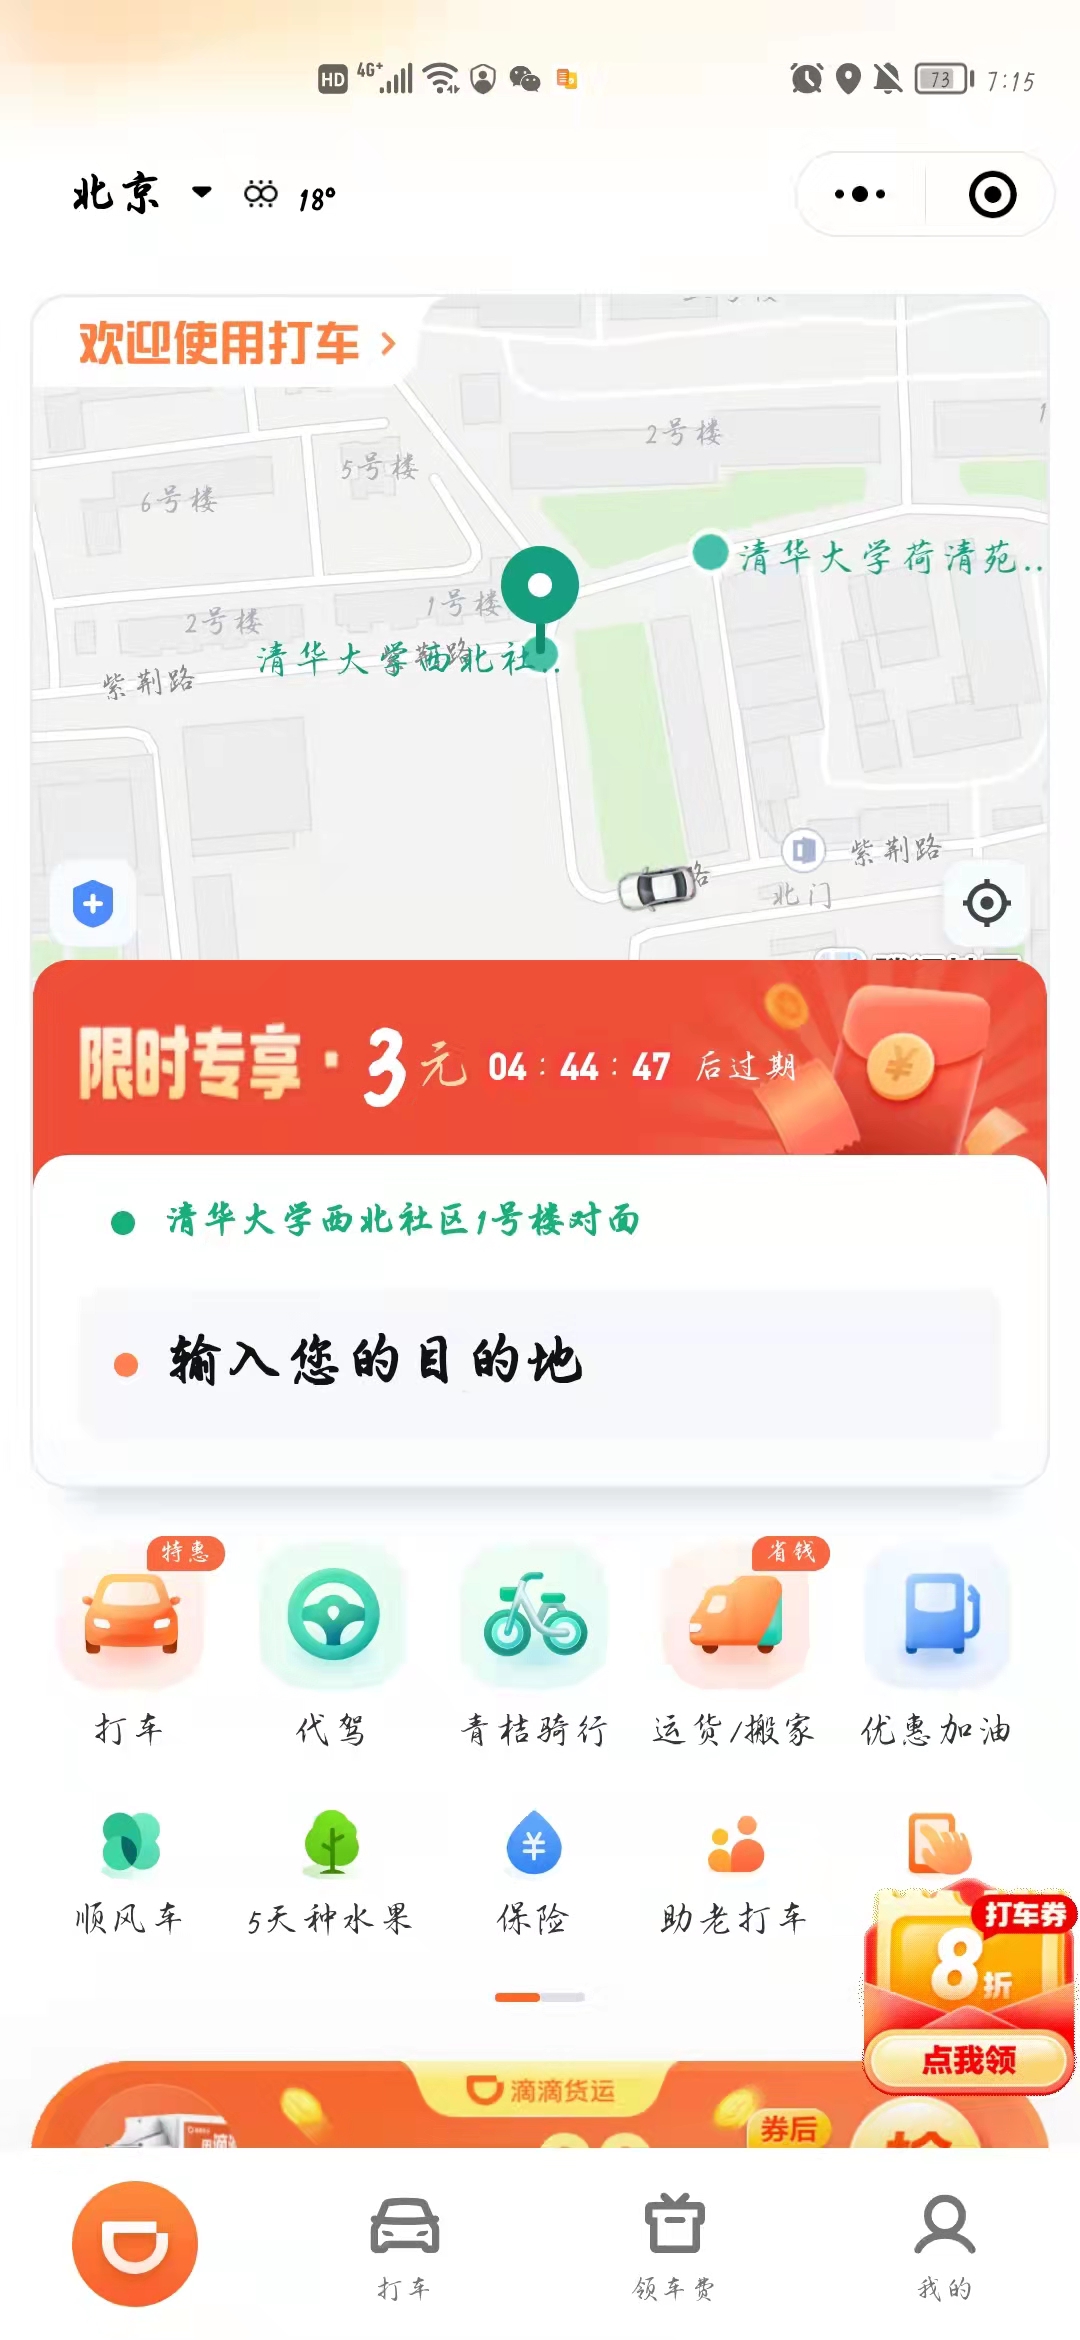 HD 4G+ 73 7:15
北京 18°
欢迎使用打车
2号楼
5号楼
6号楼
清华大学荷清苑..
1号楼
2号楼
清华大学西北社..
紫荆路
紫荆路
北门
限时专享·3元 04:44:47 后过期
清华大学西北社区1号楼对面
输入您的目的地
特惠 省钱
打车 代驾 青桔骑行 运货/搬家 优惠加油
顺风车 5天种水果 保险 助老打车
打车券
8折
点我领
滴滴货运
券后
打车 领车费 我的